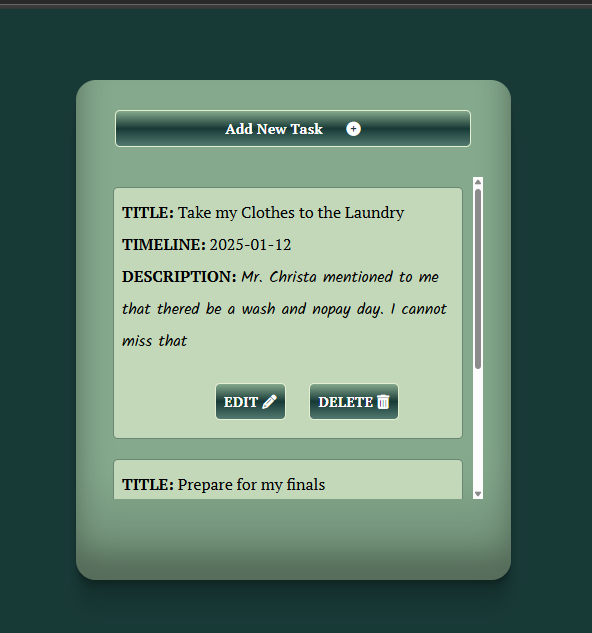 Add New Task
TITLE: Take my Clothes to the Laundry
TIMELINE: 2025-01-12
DESCRIPTION: Mr. Christa mentioned to me
that thered be a wash and nopay day. I cannot
miss that
EDIT DELETE
TITLE: Prepare for my finals